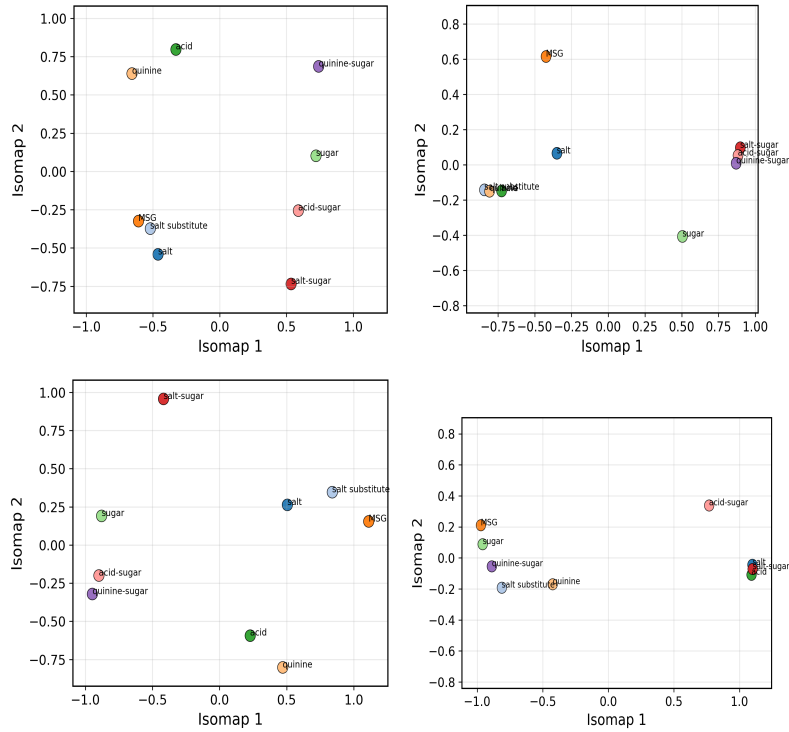 1.00
0.75
0.50
0.25
0.00
−0.25
−0.50
−0.75
Isomap 2
acid
quinine
quinine-sugar
sugar
acid-sugar
MSG
salt substitute
salt
salt-sugar
−1.0 −0.5 0.0 0.5 1.0
Isomap 1
0.8
0.6
0.4
0.2
0.0
−0.2
−0.4
−0.6
−0.8
Isomap 2
MSG
salt
salt-sugar
acid-sugar
quinine-sugar
salt substitute
sugar
−0.75 −0.50 −0.25 0.00 0.25 0.50 0.75 1.00
Isomap 1
1.00
0.75
0.50
0.25
0.00
−0.25
−0.50
−0.75
Isomap 2
salt-sugar
salt substitute
salt
MSG
sugar
acid-sugar
quinine-sugar
acid
quinine
−1.0 −0.5 0.0 0.5 1.0
Isomap 1
0.8
0.6
0.4
0.2
0.0
−0.2
−0.4
−0.6
−0.8
Isomap 2
acid-sugar
MSG
sugar
quinine-sugar
salt
salt-sugar
acid
salt substitute
quinine
−1.0 −0.5 0.0 0.5 1.0
Isomap 1